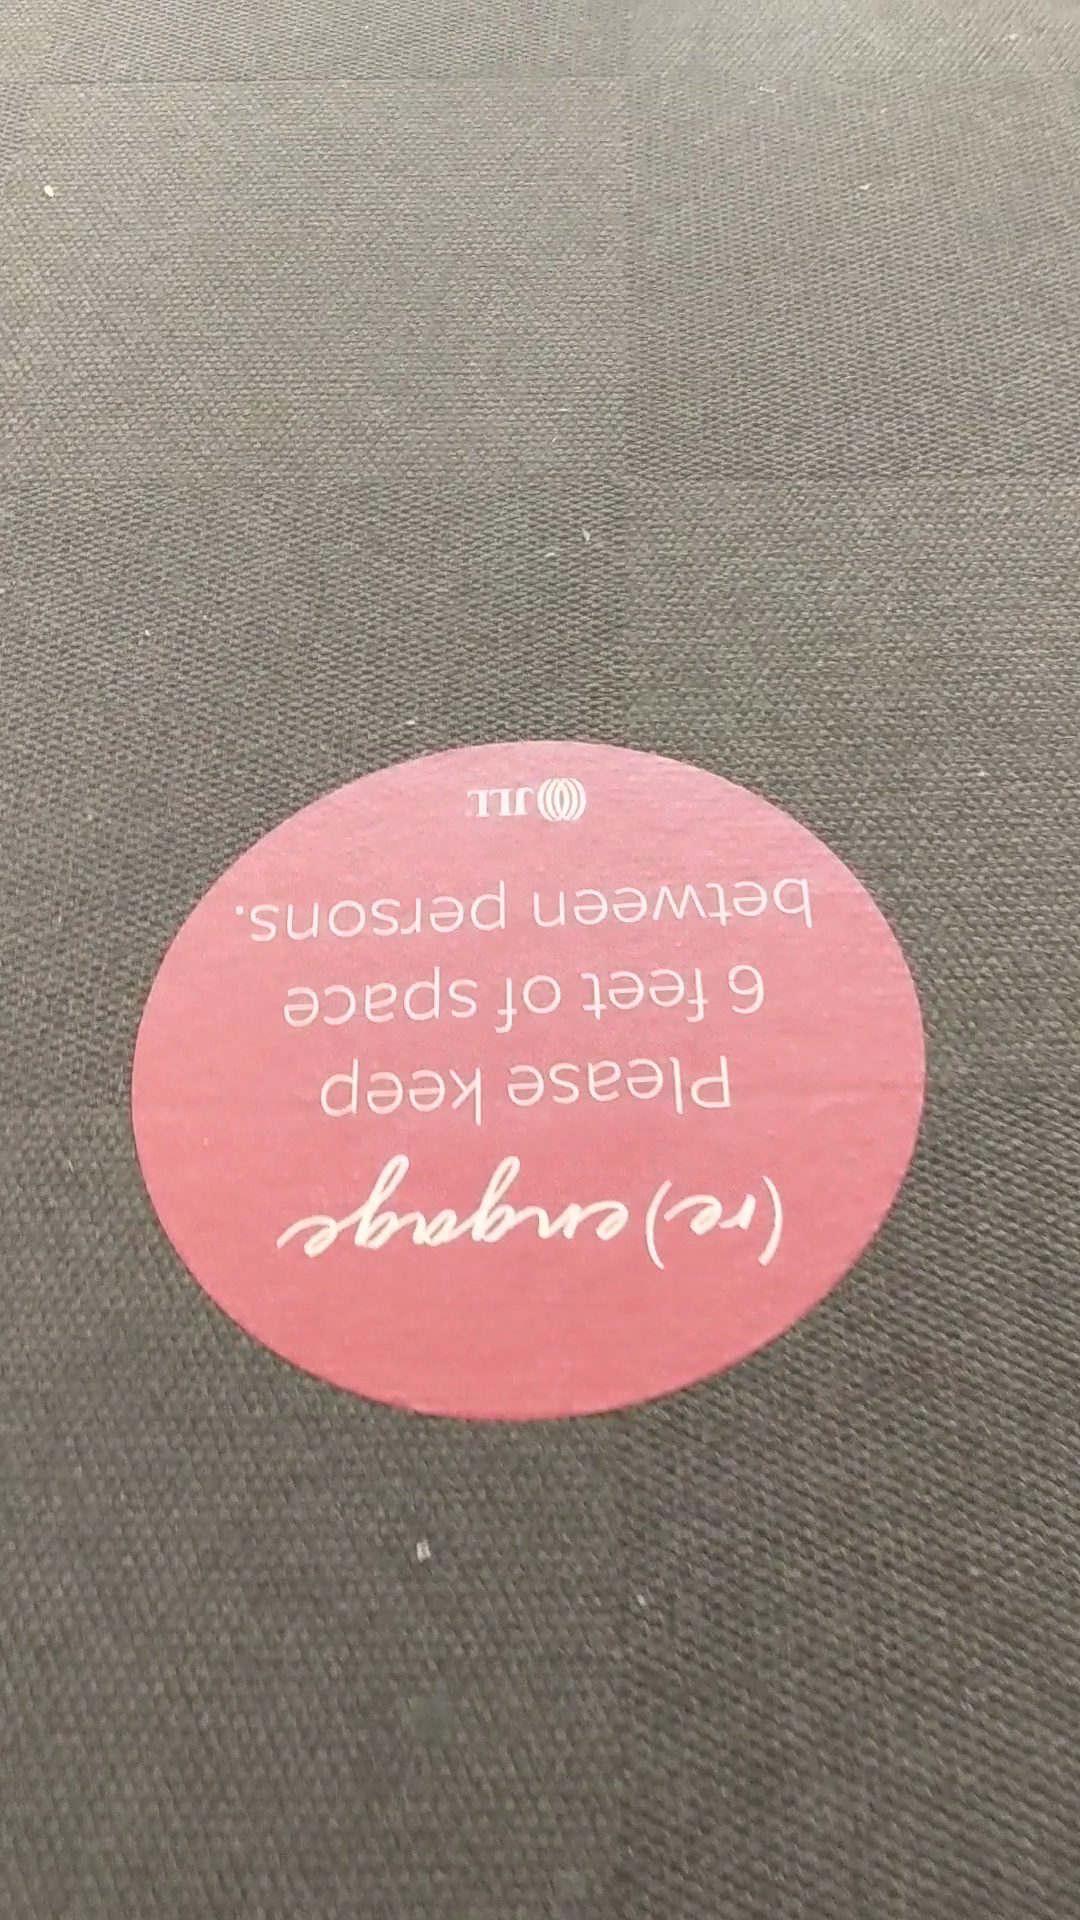 (re)engage
Please keep
6 feet of space
between persons.
JLL